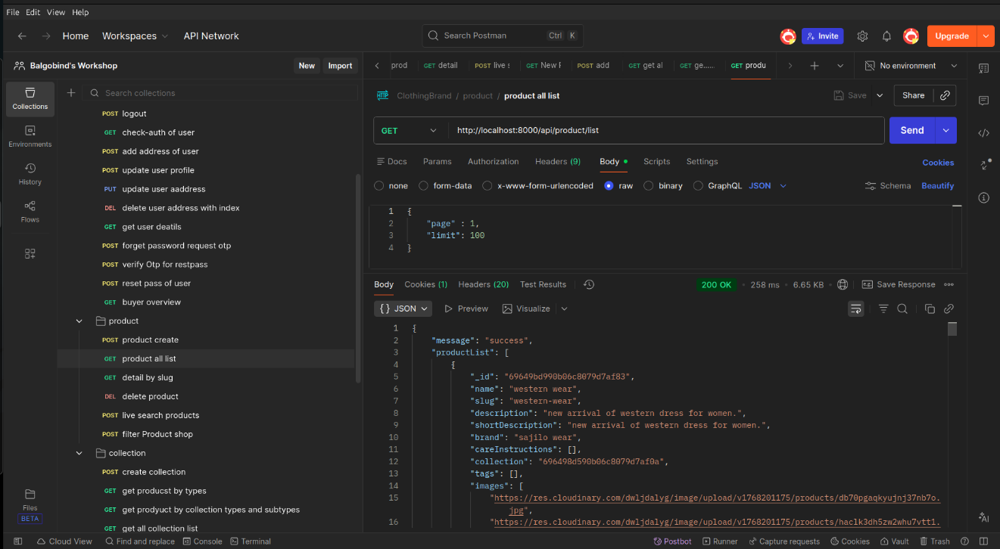 File Edit View Help
Home Workspaces API Network
Search Postman Ctrl K
Invite
Upgrade
Balgobind's Workshop
New Import
prod
GET detail
POST live s
GET New F
POST add
GET get al
GET ge......
GET produ
No environment
Collections
Environments
History
Flows
Files
BETA
Search collections
POST logout
GET check-auth of user
POST add address of user
POST update user profile
PUT update user aaddress
DEL delete user address with index
GET get user deatils
POST forget password request otp
POST verify Otp for restpass
POST reset pass of user
GET buyer overview
product
POST product create
GET product all list
GET detail by slug
DEL delete product
POST live search products
POST filter Product shop
collection
POST create collection
GET get producst by types
GET get prodyuct by collection types and subtypes
GET get all collection list
HTTP ClothingBrand / product / product all list
Save Share
GET http://localhost:8000/api/product/list
Send
Docs Params Authorization Headers (9) Body Scripts Settings Cookies
none form-data x-www-form-urlencoded raw binary GraphQL JSON Schema Beautify
1 {
2 "page" : 1,
3 "limit": 100
4 }
Body Cookies (1) Headers (20) Test Results 200 OK • 258 ms • 6.65 KB • e.g. Save Response
{} JSON Preview Visualize
1 {
2 "message": "success",
3 "productList": [
4 {
5 "_id": "69649bd990b06c8079d7af83",
6 "name": "western wear",
7 "slug": "western-wear",
8 "description": "new arrival of western dress for women.",
9 "shortDescription": "new arrival of western dress for women.",
10 "brand": "sajilo wear",
11 "careInstructions": [],
12 "collection": "696498d590b06c8079d7af0a",
13 "tags": [],
14 "images": [
15 "https://res.cloudinary.com/dwljdalyg/image/upload/v1768201175/products/db70pgaqkyujnj37nb7o.
jpg",
16 "https://res.cloudinary.com/dwljdalyg/image/upload/v1768201175/products/haclk3dh5zw2whu7vtt1.
AI
Cloud View Find and replace Console Terminal
Postbot Runner Capture requests Cookies Vault Trash